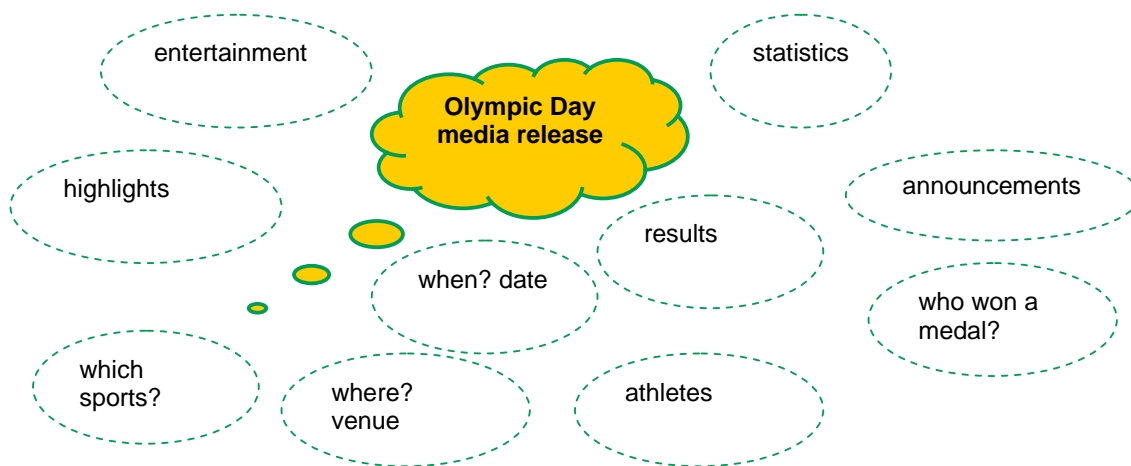 entertainment
statistics
Olympic Day
media release
highlights
announcements
results
when? date
who won a
medal?
which
sports?
where?
venue
athletes